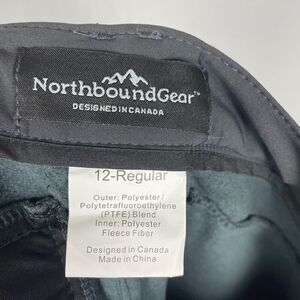 NorthboundGear™
DESIGNED IN CANADA
12-Regular
Outer: Polyester /
Polytetrafluoroethylene
(PTFE) Blend
Inner: Polyester
Fleece Fibor
Designed in Canada
Made in China